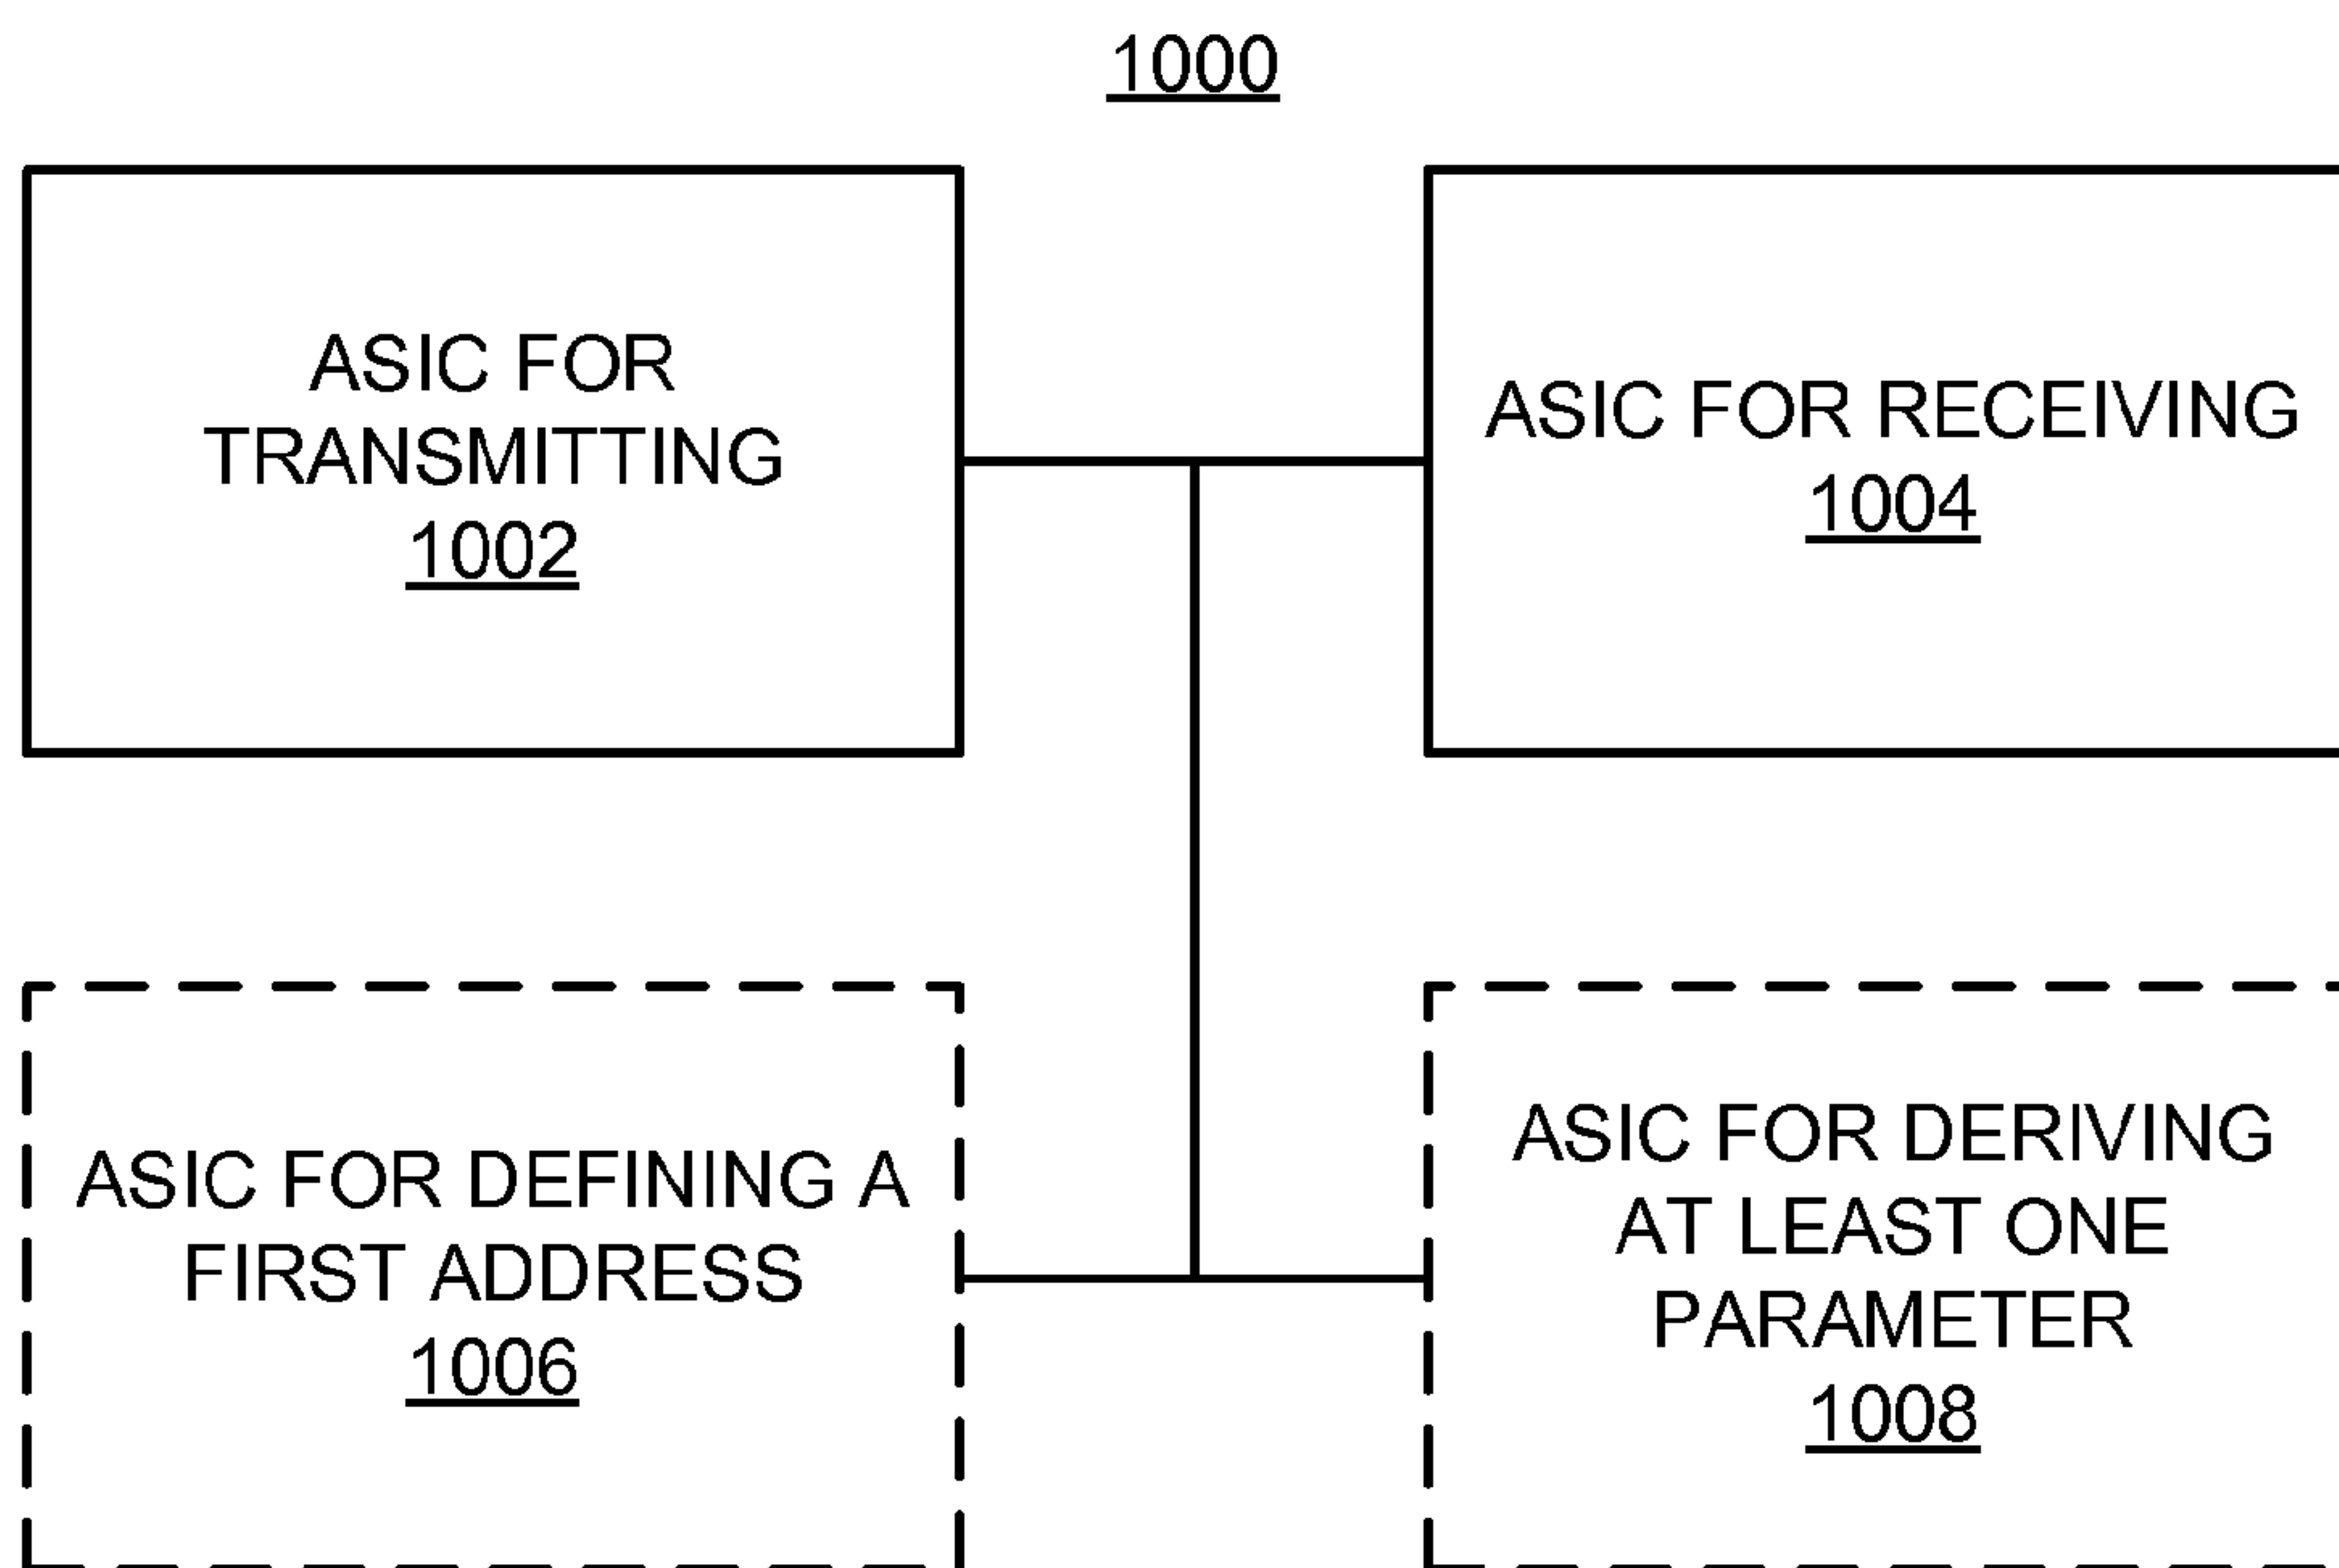 1000
ASIC FOR
TRANSMITTING
1002
ASIC FOR RECEIVING
1004
ASIC FOR DEFINING A
FIRST ADDRESS
1006
ASIC FOR DERIVING
AT LEAST ONE
PARAMETER
1008